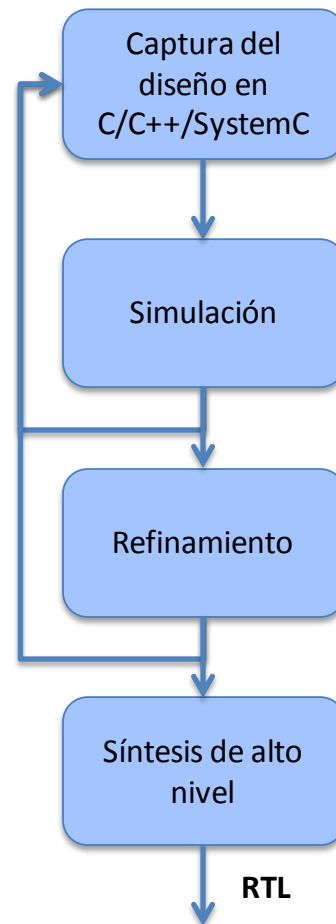 Captura del
diseño en
C/C++/SystemC
Simulación
Refinamiento
Síntesis de alto
nivel
RTL